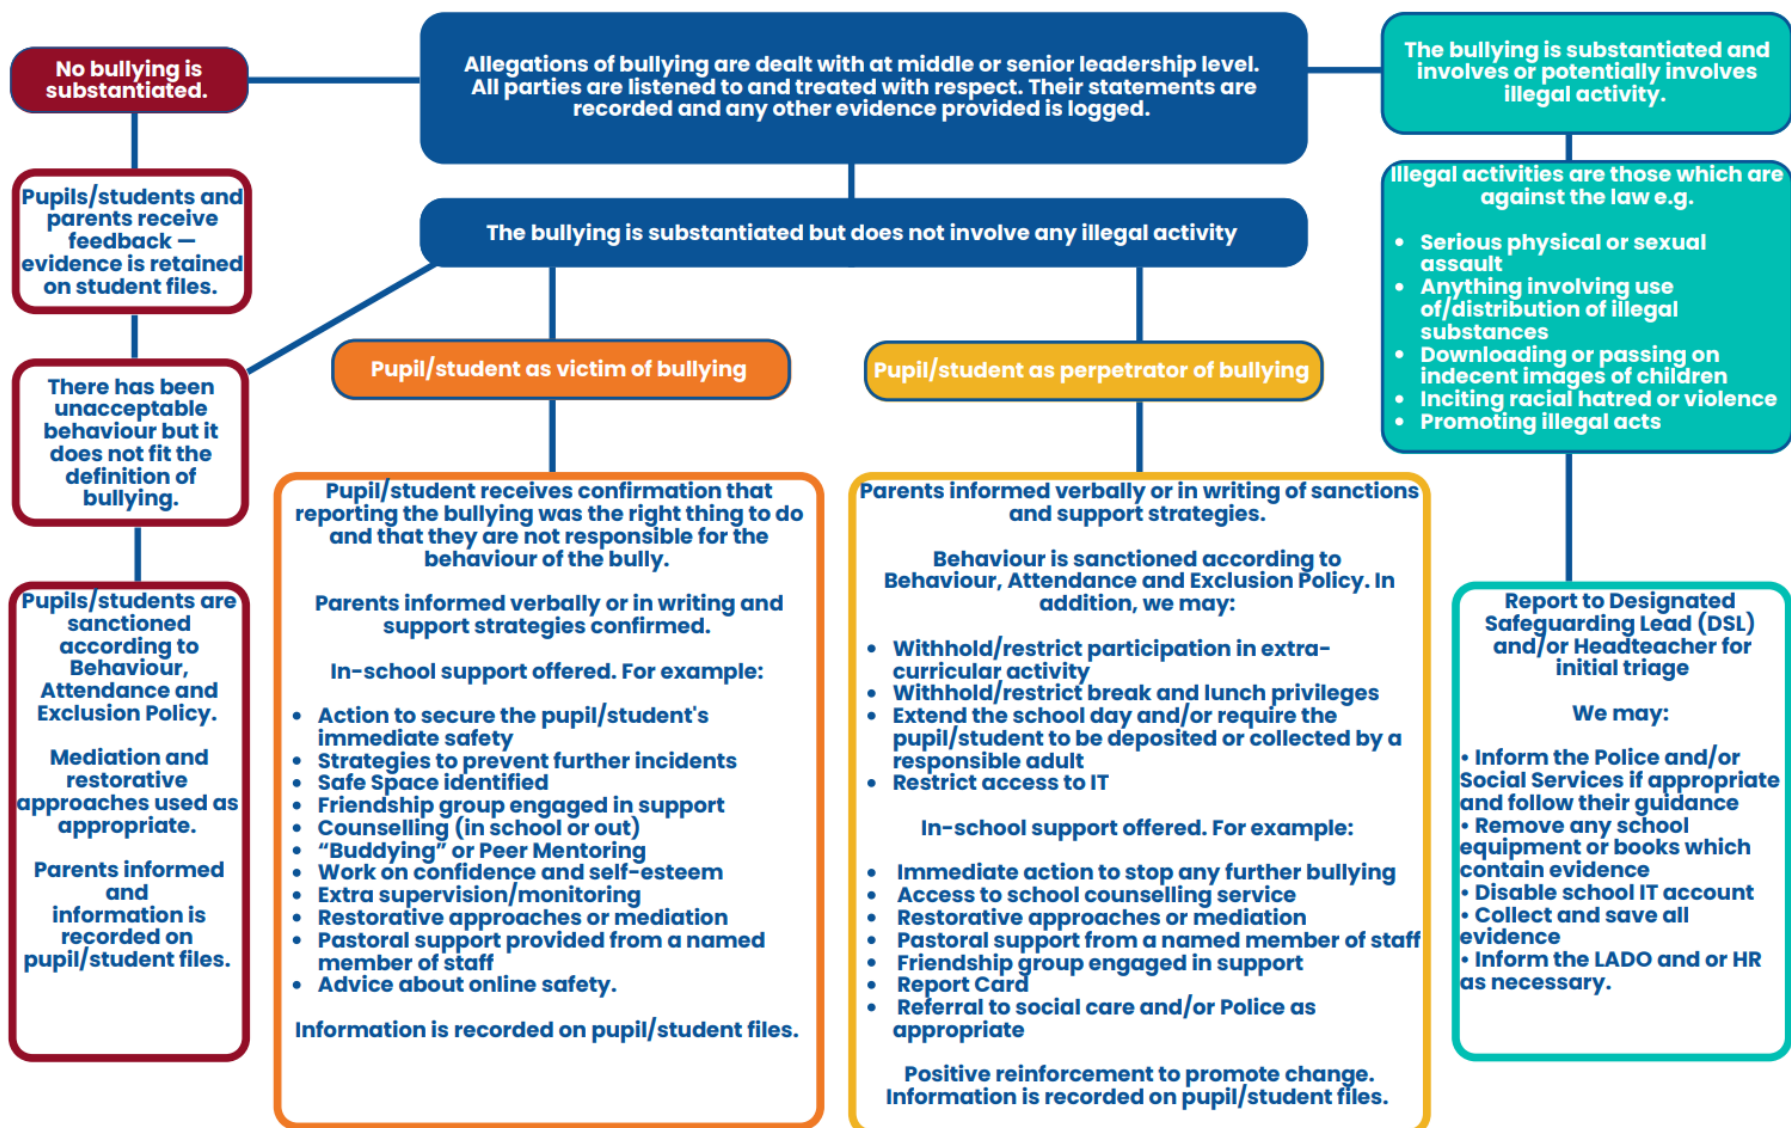 No bullying is
substantiated.
Pupils/students and
parents receive
feedback —
evidence is retained
on student files.
There has been
unacceptable
behaviour but it
does not fit the
definition of
bullying.
Pupils/students are
sanctioned
according to
Behaviour,
Attendance and
Exclusion Policy.
Mediation and
restorative
approaches used as
appropriate.
Parents informed
and
information is
recorded on
pupil/student files.
Allegations of bullying are dealt with at middle or senior leadership level.
All parties are listened to and treated with respect. Their statements are
recorded and any other evidence provided is logged.
The bullying is substantiated but does not involve any illegal activity
Pupil/student as victim of bullying
Pupil/student receives confirmation that
reporting the bullying was the right thing to do
and that they are not responsible for the
behaviour of the bully.
Parents informed verbally or in writing and
support strategies confirmed.
In-school support offered. For example:
• Action to secure the pupil/student's
immediate safety
• Strategies to prevent further incidents
• Safe Space identified
• Friendship group engaged in support
• Counselling (in school or out)
• “Buddying” or Peer Mentoring
• Work on confidence and self-esteem
• Extra supervision/monitoring
• Restorative approaches or mediation
• Pastoral support provided from a named
member of staff
• Advice about online safety.
Information is recorded on pupil/student files.
Pupil/student as perpetrator of bullying
Parents informed verbally or in writing of sanctions
and support strategies.
Behaviour is sanctioned according to
Behaviour, Attendance and Exclusion Policy. In
addition, we may:
• Withhold/restrict participation in extra-
curricular activity
• Withhold/restrict break and lunch privileges
• Extend the school day and/or require the
pupil/student to be deposited or collected by a
responsible adult
• Restrict access to IT
In-school support offered. For example:
• Immediate action to stop any further bullying
• Access to school counselling service
• Restorative approaches or mediation
• Pastoral support from a named member of staff
• Friendship group engaged in support
• Report Card
• Referral to social care and/or Police as
appropriate
Positive reinforcement to promote change.
Information is recorded on pupil/student files.
The bullying is substantiated and
involves or potentially involves
illegal activity.
Illegal activities are those which are
against the law e.g.
• Serious physical or sexual
assault
• Anything involving use
of/distribution of illegal
substances
• Downloading or passing on
indecent images of children
• Inciting racial hatred or violence
• Promoting illegal acts
Report to Designated
Safeguarding Lead (DSL)
and/or Headteacher for
initial triage
We may:
• Inform the Police and/or
Social Services if appropriate
and follow their guidance
• Remove any school
equipment or books which
contain evidence
• Disable school IT account
• Collect and save all
evidence
• Inform the LADO and or HR
as necessary.